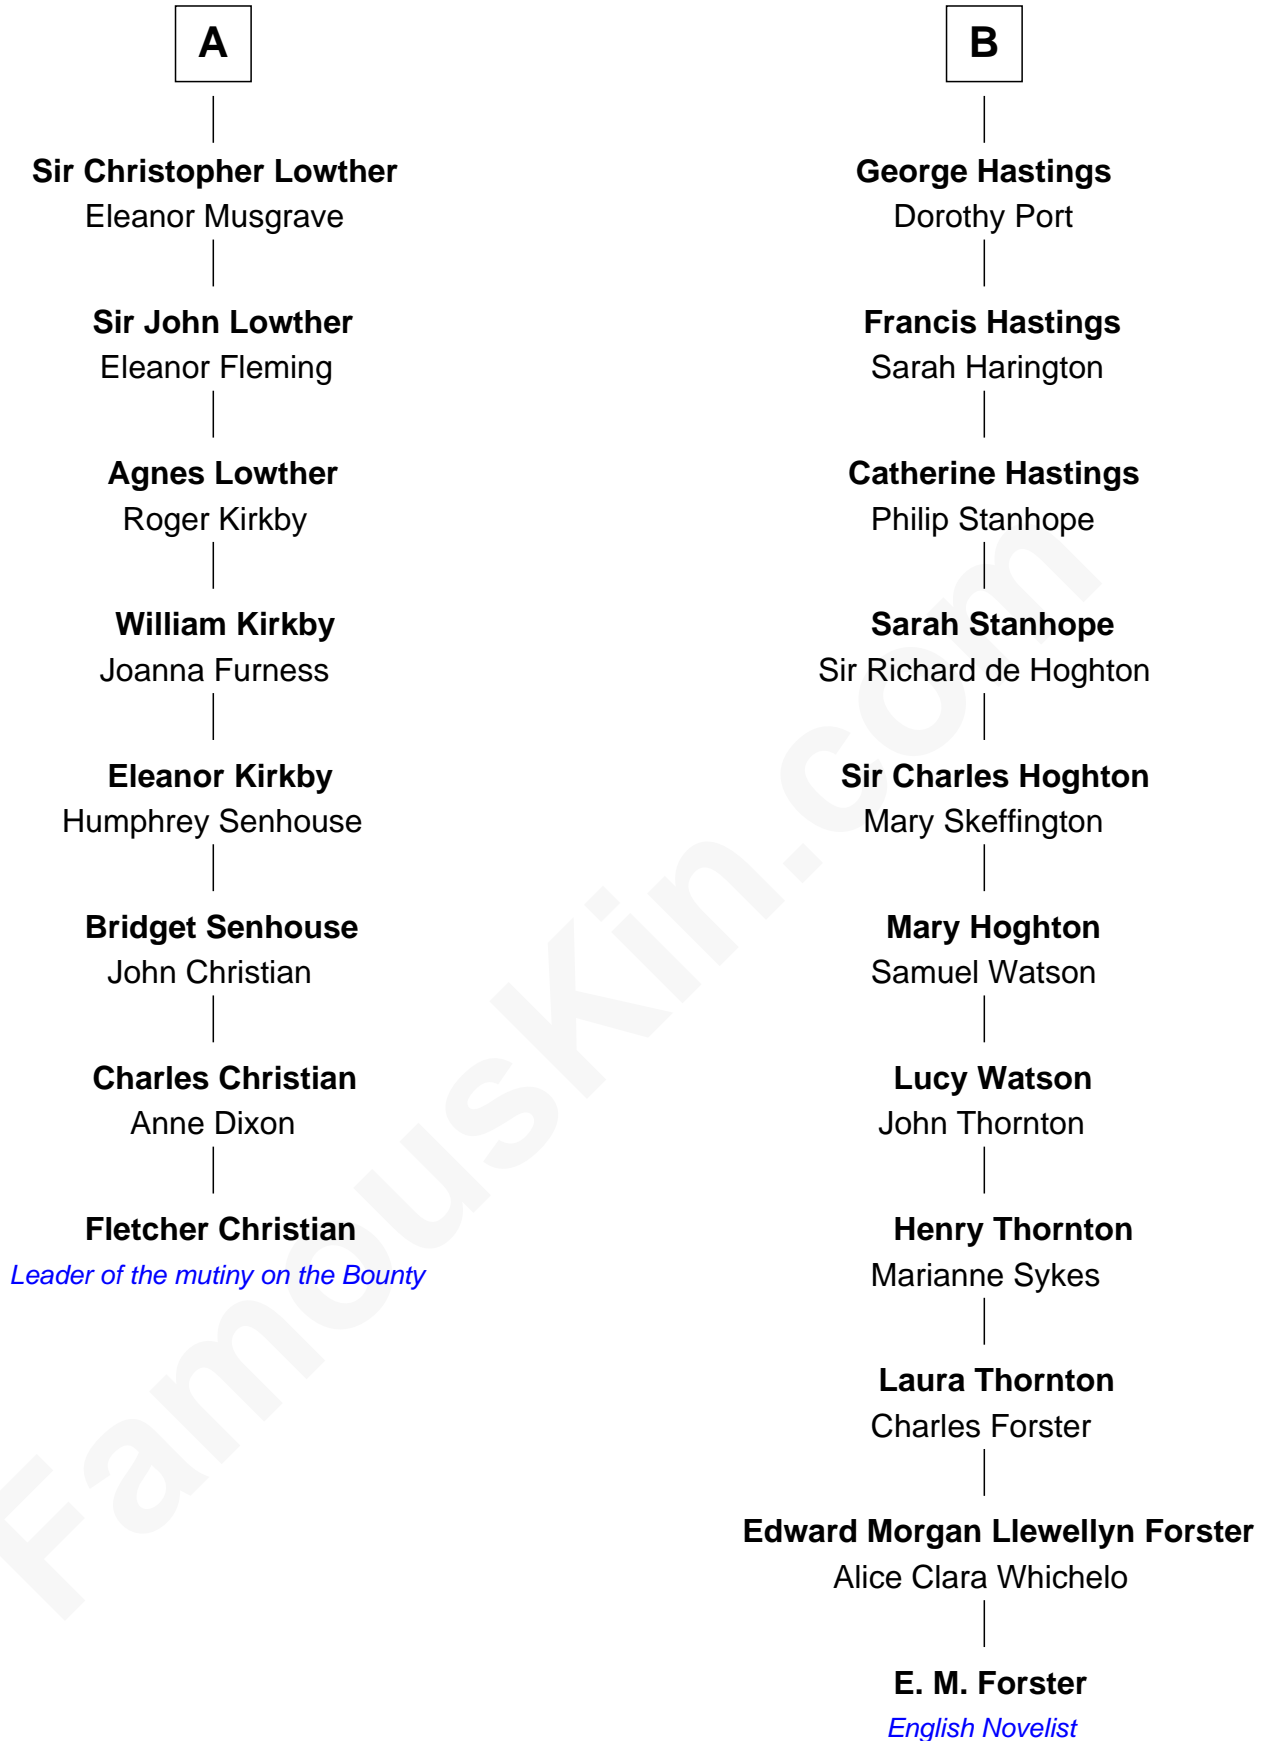 A
Sir Christopher Lowther
Eleanor Musgrave
Sir John Lowther
Eleanor Fleming
Agnes Lowther
Roger Kirkby
William Kirkby
Joanna Furness
Eleanor Kirkby
Humphrey Senhouse
Bridget Senhouse
John Christian
Charles Christian
Anne Dixon
Fletcher Christian
Leader of the mutiny on the Bounty
B
George Hastings
Dorothy Port
Francis Hastings
Sarah Harington
Catherine Hastings
Philip Stanhope
Sarah Stanhope
Sir Richard de Hoghton
Sir Charles Hoghton
Mary Skeffington
Mary Hoghton
Samuel Watson
Lucy Watson
John Thornton
Henry Thornton
Marianne Sykes
Laura Thornton
Charles Forster
Edward Morgan Llewellyn Forster
Alice Clara Whichelo
E. M. Forster
English Novelist
FamousKin.com